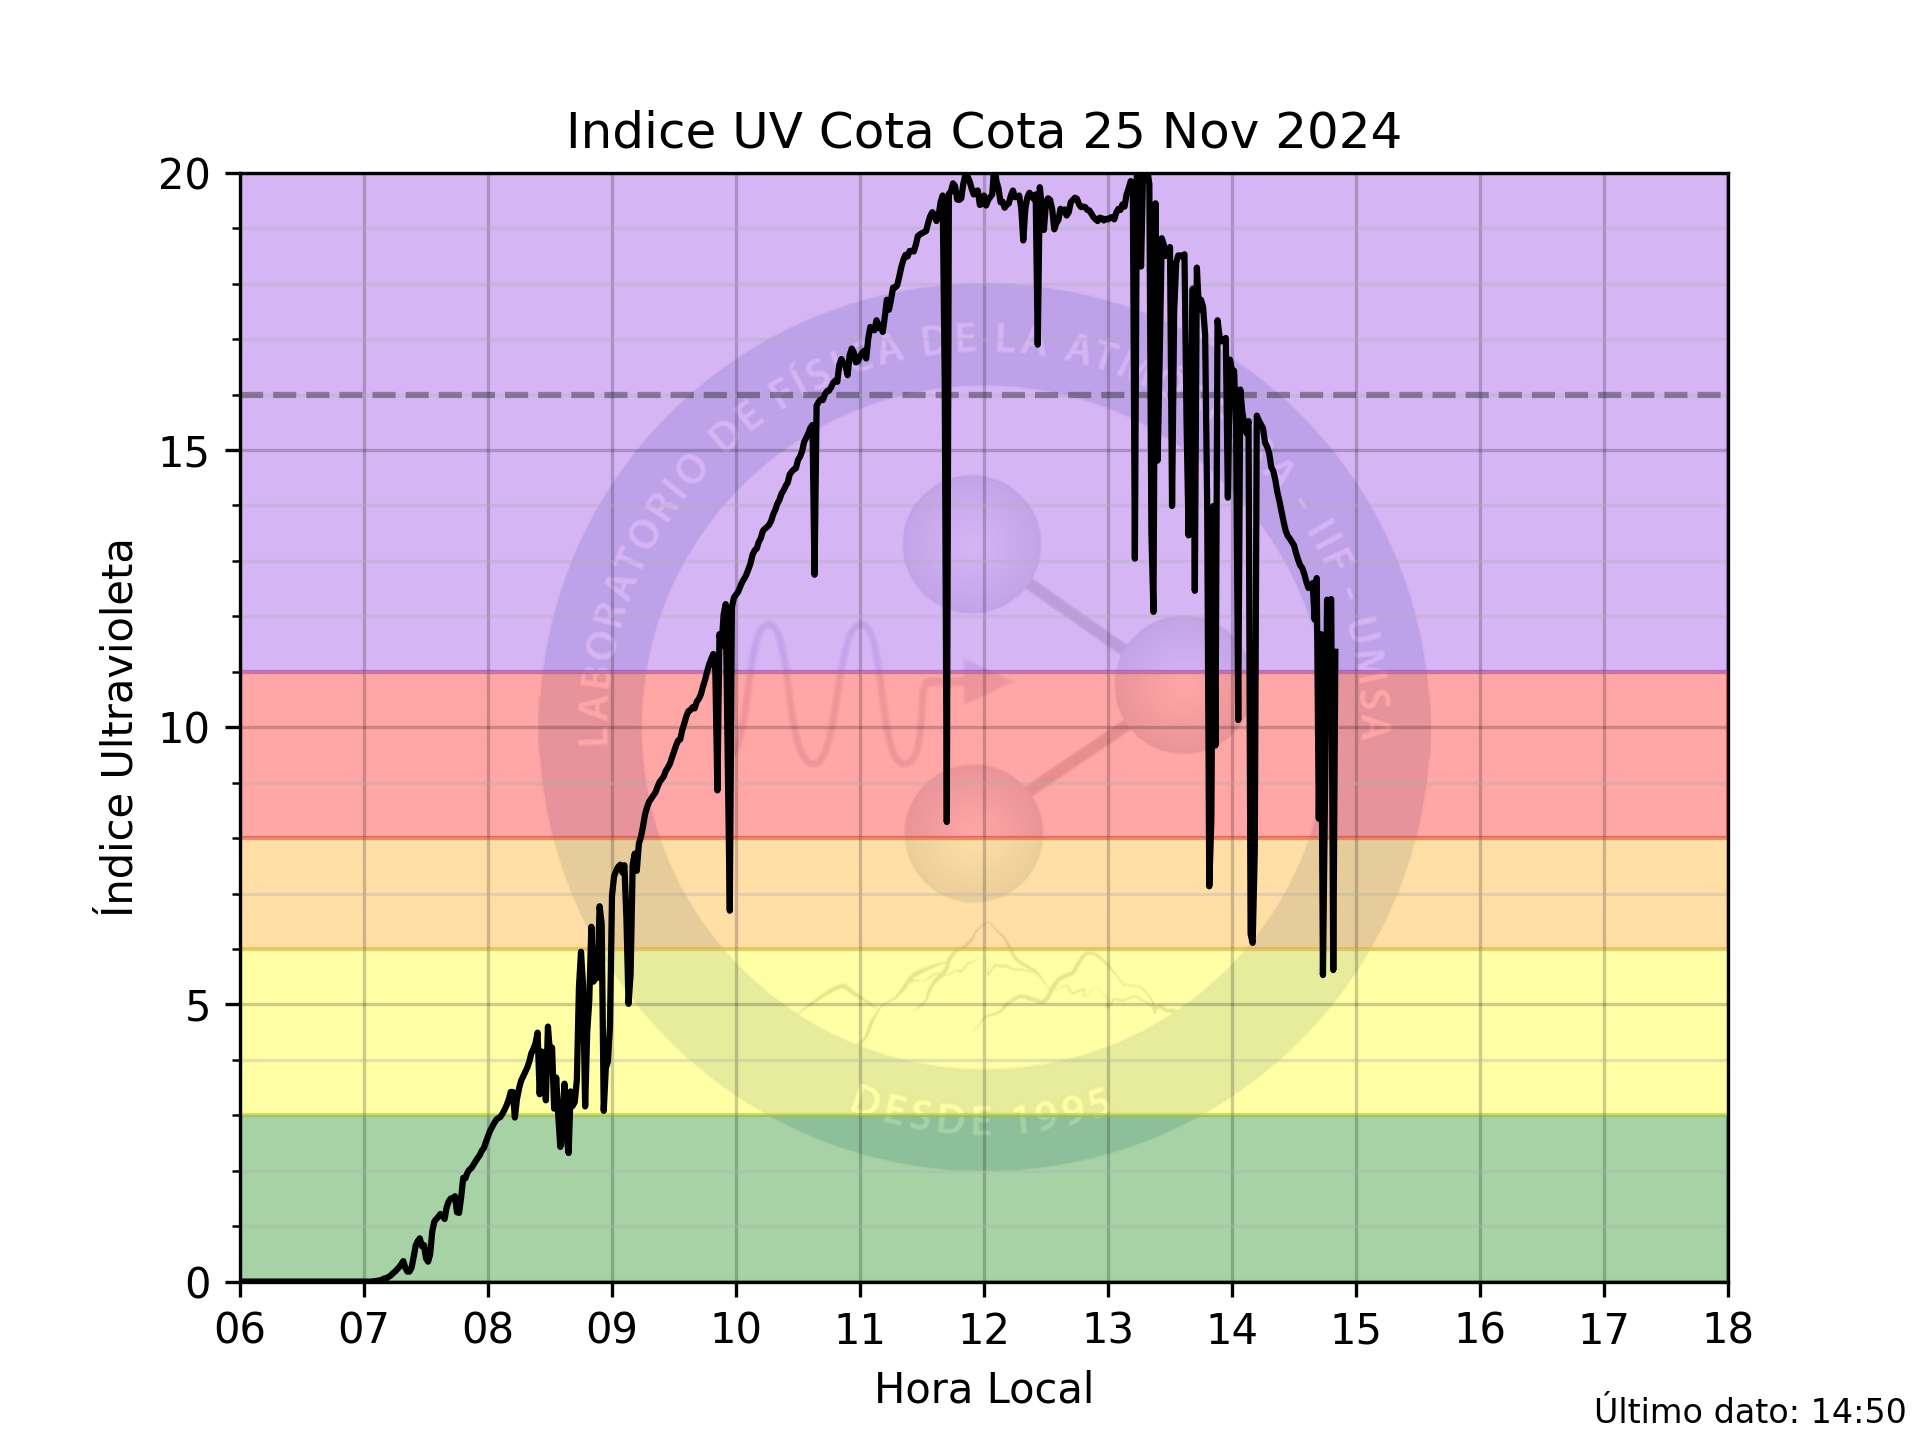 Indice UV Cota Cota 25 Nov 2024
20
15
10
5
0
Índice Ultravioleta
06 07 08 09 10 11 12 13 14 15 16 17 18
Hora Local
Último dato: 14:50
LABORATORIO DE FÍSICA DE LA A - IIF - UMSA
DESDE 1995